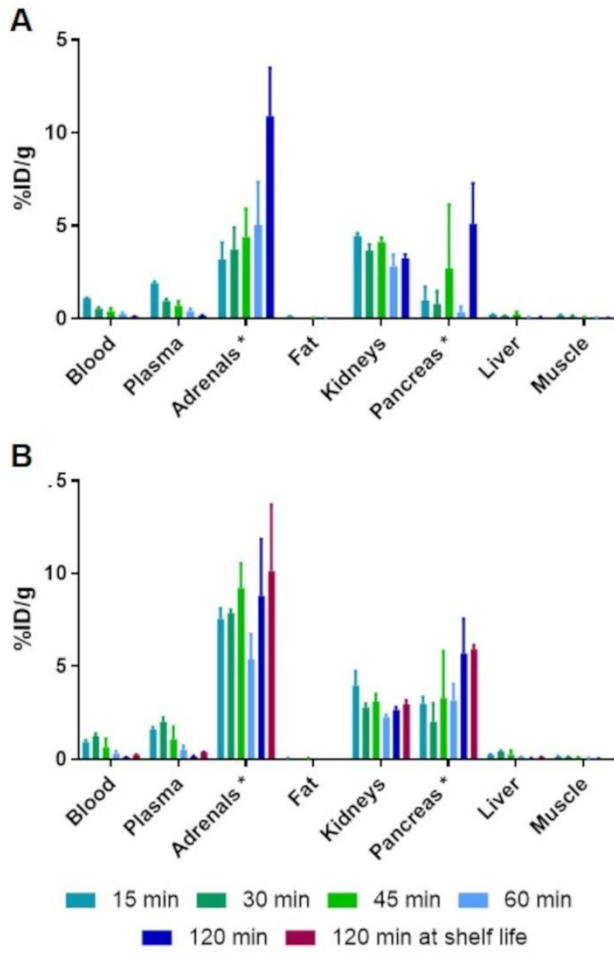 A
5
10
5
0
%ID/g
Blood
Plasma
Adrenals *
Fat
Kidneys
Pancreas *
Liver
Muscle
B
.5
10
5
0
%ID/g
Blood
Plasma
Adrenals *
Fat
Kidneys
Pancreas *
Liver
Muscle
15 min 30 min 45 min 60 min
120 min 120 min at shelf life